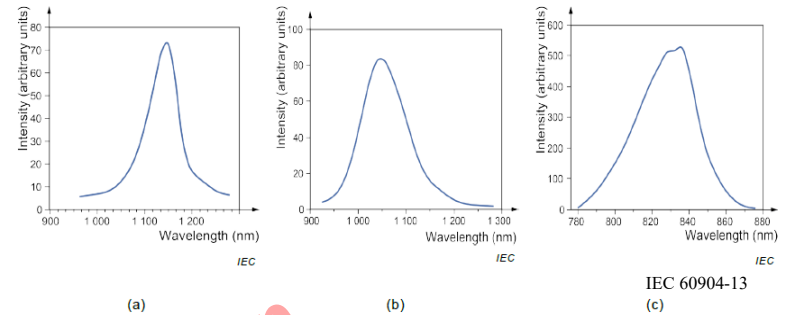 Intensity (arbitrary units)
80
70
60
50
40
30
20
10
0
900
1 000
1 100
1 200
Wavelength (nm)
IEC
(a)
Intensity (arbitrary units)
100
80
60
40
20
0
900
1 000
1 100
1 200
1 300
Wavelength (nm)
IEC
(b)
Intensity (arbitrary units)
600
500
400
300
200
100
0
780
800
820
840
860
880
Wavelength (nm)
IEC
IEC 60904-13
(c)